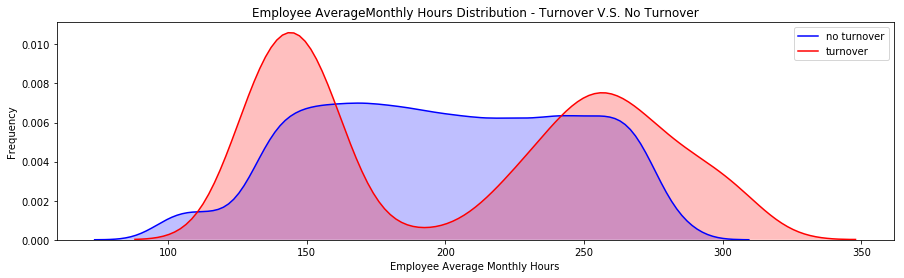 Employee AverageMonthly Hours Distribution - Turnover V.S. No Turnover
no turnover
turnover
Frequency
0.010
0.008
0.006
0.004
0.002
0.000
100
150
200
250
300
350
Employee Average Monthly Hours